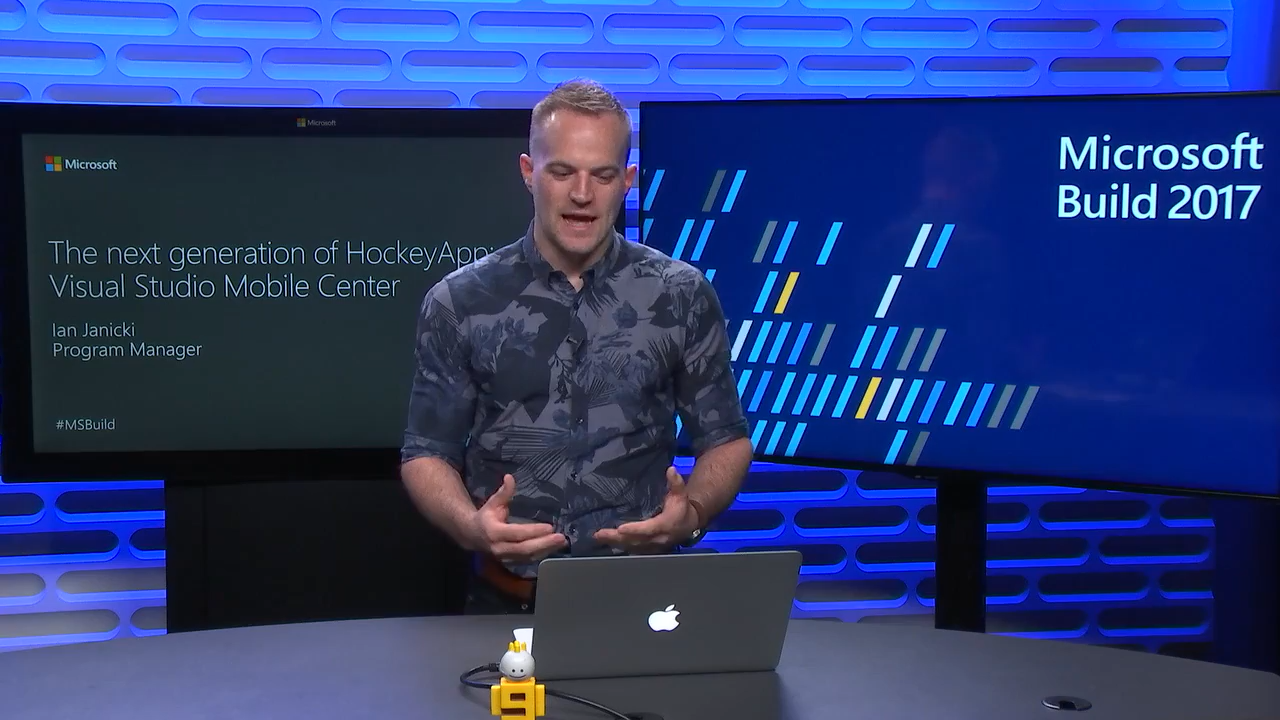 Microsoft
Microsoft
The next generation of HockeyApp:
Visual Studio Mobile Center
Ian Janicki
Program Manager
#MSBuild
Microsoft
Build 2017
9